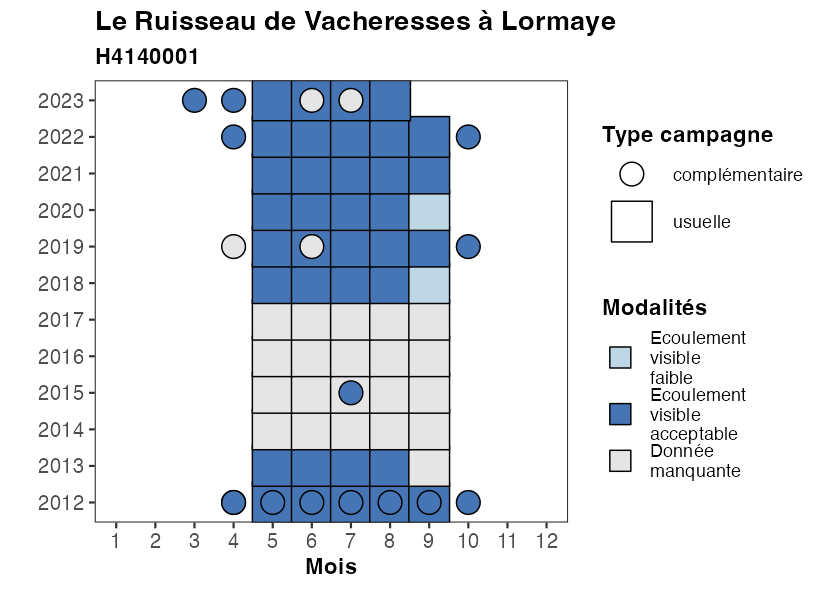 Le Ruisseau de Vacheresses à Lormaye
H4140001
2023
2022
2021
2020
2019
2018
2017
2016
2015
2014
2013
2012
1 2 3 4 5 6 7 8 9 10 11 12
Mois
Type campagne
complémentaire
usuelle
Modalités
Ecoulement
visible
faible
Ecoulement
visible
acceptable
Donnée
manquante